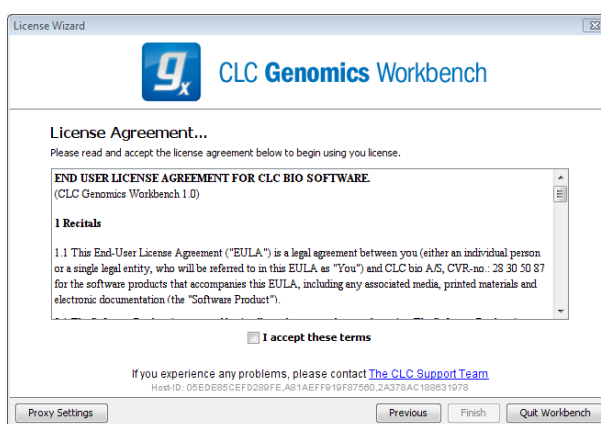 License Wizard
gx
CLC Genomics Workbench
License Agreement...
Please read and accept the license agreement below to begin using you license.
END USER LICENSE AGREEMENT FOR CLC BIO SOFTWARE.
(CLC Genomics Workbench 1.0)
1 Recitals
1.1 This End-User License Agreement ("EULA") is a legal agreement between you (either an individual person
or a single legal entity, who will be referred to in this EULA as "You") and CLC bio A/S, CVR-no.: 28 30 50 87
for the software products that accompanies this EULA, including any associated media, printed materials and
electronic documentation (the "Software Product").
I accept these terms
If you experience any problems, please contact The CLC Support Team
Host-ID: 05EDE85CEFD289FE,A81AEFF919F87560,2A378AC188631978
Proxy Settings
Previous
Finish
Quit Workbench